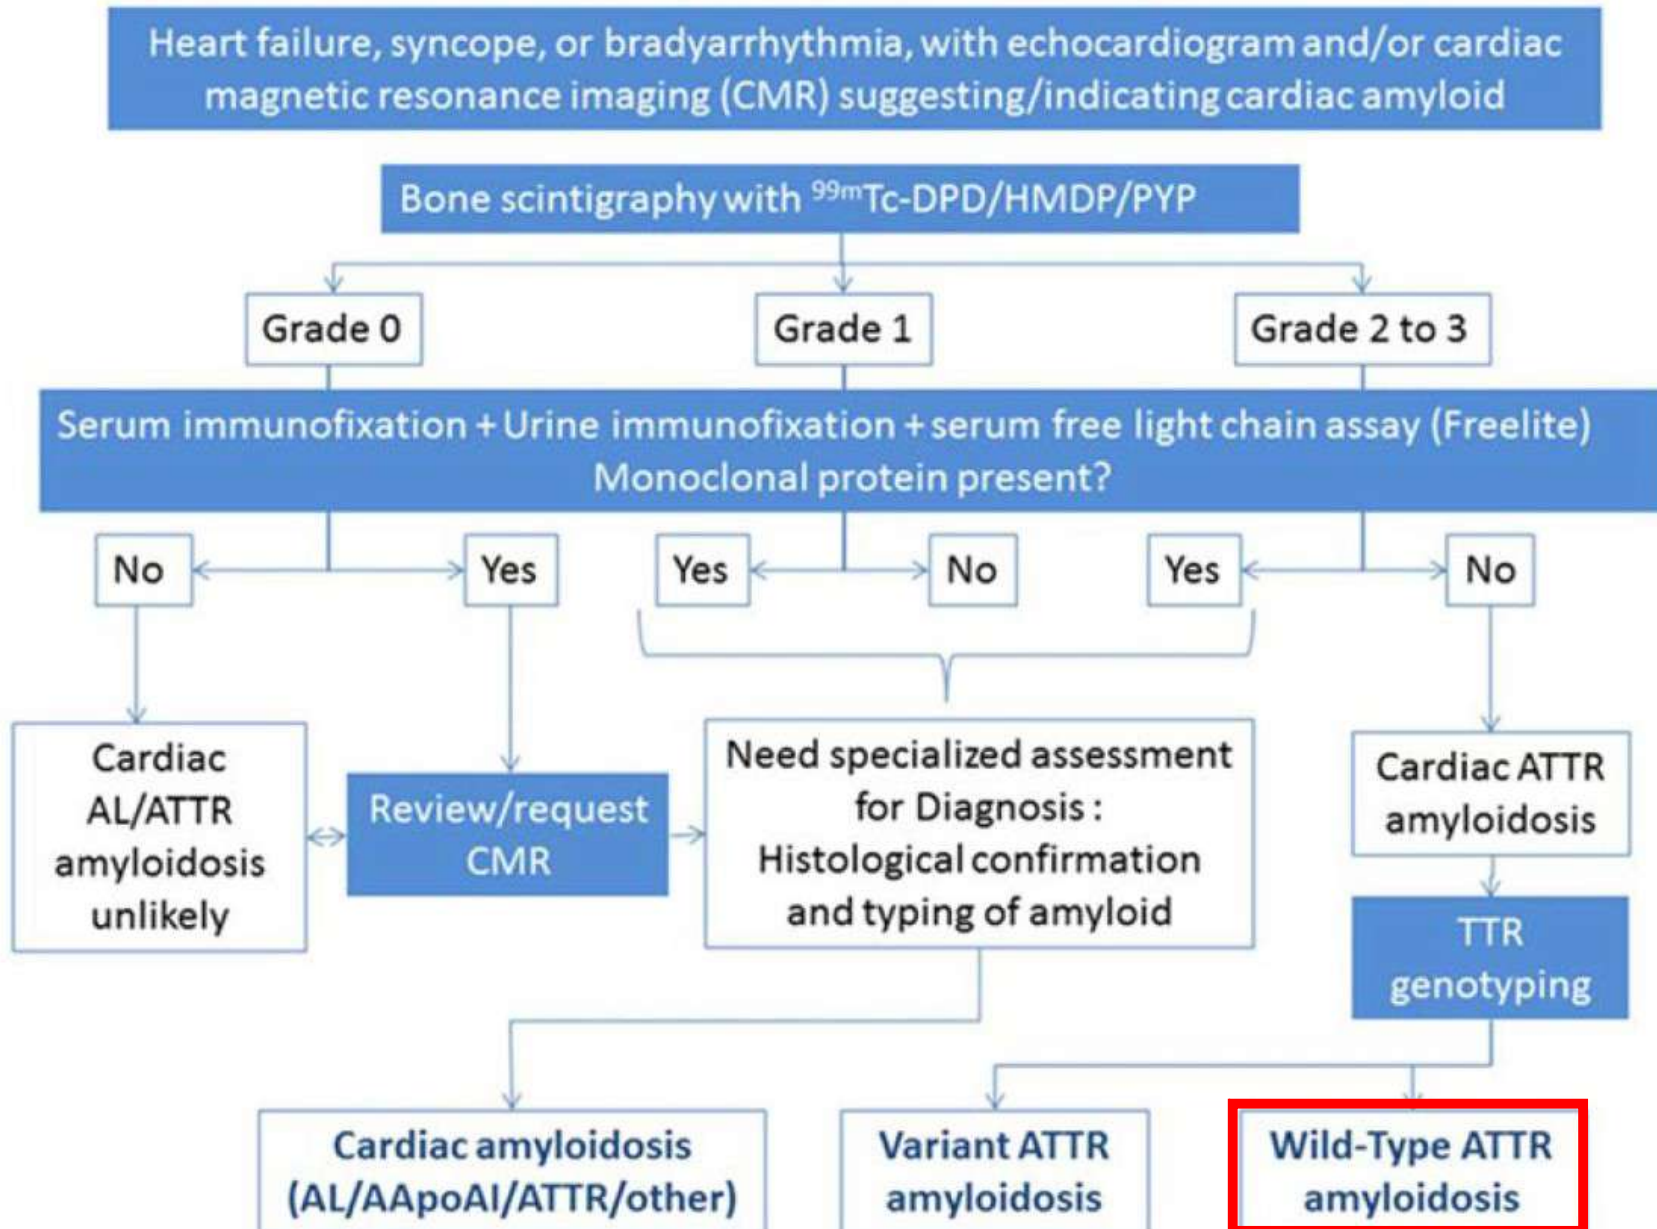 Heart failure, syncope, or bradyarrhythmia, with echocardiogram and/or cardiac
magnetic resonance imaging (CMR) suggesting/indicating cardiac amyloid
Bone scintigraphy with ⁹⁹ᵐTc-DPD/HMDP/PYP
Grade 0
Grade 1
Grade 2 to 3
Serum immunofixation + Urine immunofixation + serum free light chain assay (Freelite)
Monoclonal protein present?
No
Yes
Yes
No
Yes
No
Cardiac
AL/ATTR
amyloidosis
unlikely
Review/request
CMR
Need specialized assessment
for Diagnosis :
Histological confirmation
and typing of amyloid
Cardiac ATTR
amyloidosis
TTR
genotyping
Cardiac amyloidosis
(AL/AApoAI/ATTR/other)
Variant ATTR
amyloidosis
Wild-Type ATTR
amyloidosis